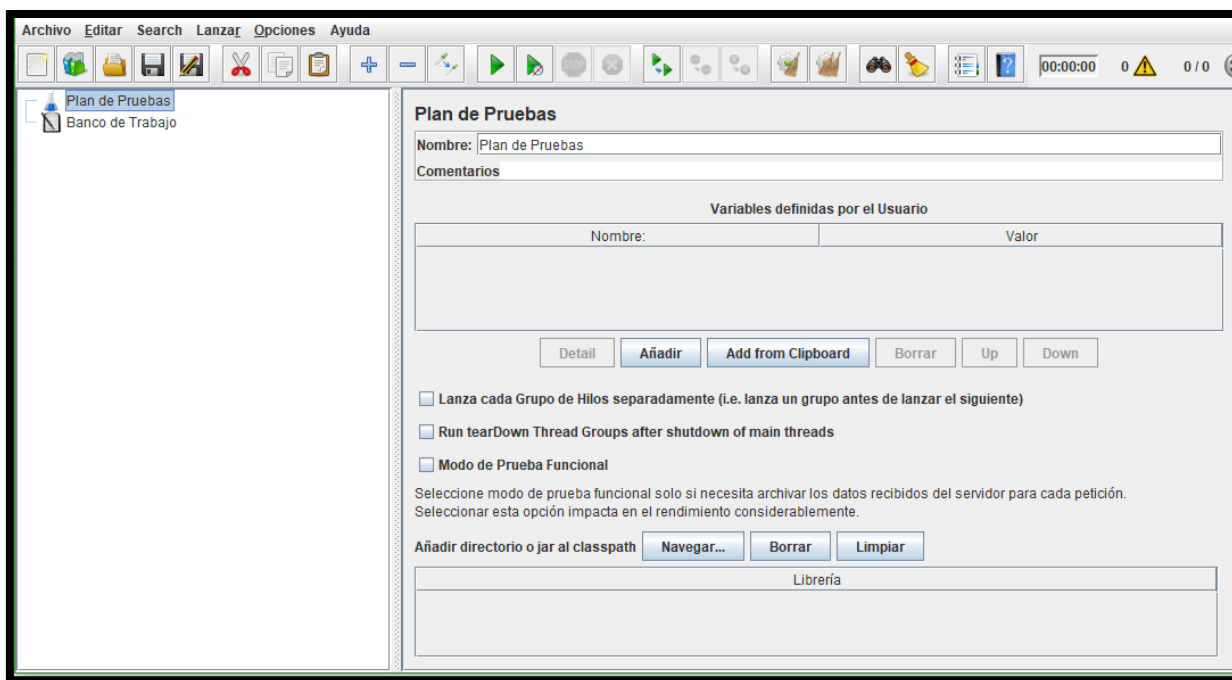 Archivo Editar Search Lanzar Opciones Ayuda
STOP
00:00:00 0 0 / 0
Plan de Pruebas
Banco de Trabajo
Plan de Pruebas
Nombre: Plan de Pruebas
Comentarios
Variables definidas por el Usuario
Nombre: Valor
Detail Añadir Add from Clipboard Borrar Up Down
Lanza cada Grupo de Hilos separadamente (i.e. lanza un grupo antes de lanzar el siguiente)
Run tearDown Thread Groups after shutdown of main threads
Modo de Prueba Funcional
Seleccione modo de prueba funcional solo si necesita archivar los datos recibidos del servidor para cada petición.
Seleccionar esta opción impacta en el rendimiento considerablemente.
Añadir directorio o jar al classpath Navegar... Borrar Limpiar
Librería